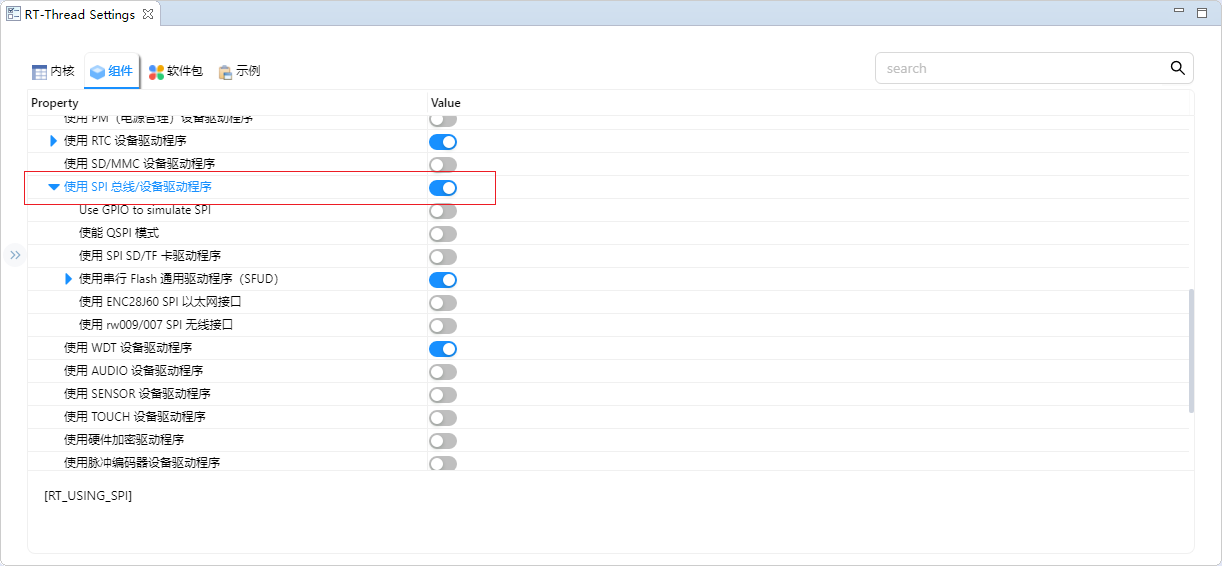 RT-Thread Settings
内核 组件 软件包 示例 search
Property Value
使用 PM（电源管理）设备驱动程序
使用 RTC 设备驱动程序
使用 SD/MMC 设备驱动程序
使用 SPI 总线/设备驱动程序
Use GPIO to simulate SPI
使能 QSPI 模式
使用 SPI SD/TF 卡驱动程序
使用串行 Flash 通用驱动程序（SFUD）
使用 ENC28J60 SPI 以太网接口
使用 rw009/007 SPI 无线接口
使用 WDT 设备驱动程序
使用 AUDIO 设备驱动程序
使用 SENSOR 设备驱动程序
使用 TOUCH 设备驱动程序
使用硬件加密驱动程序
使用脉冲编码器设备驱动程序
[RT_USING_SPI]